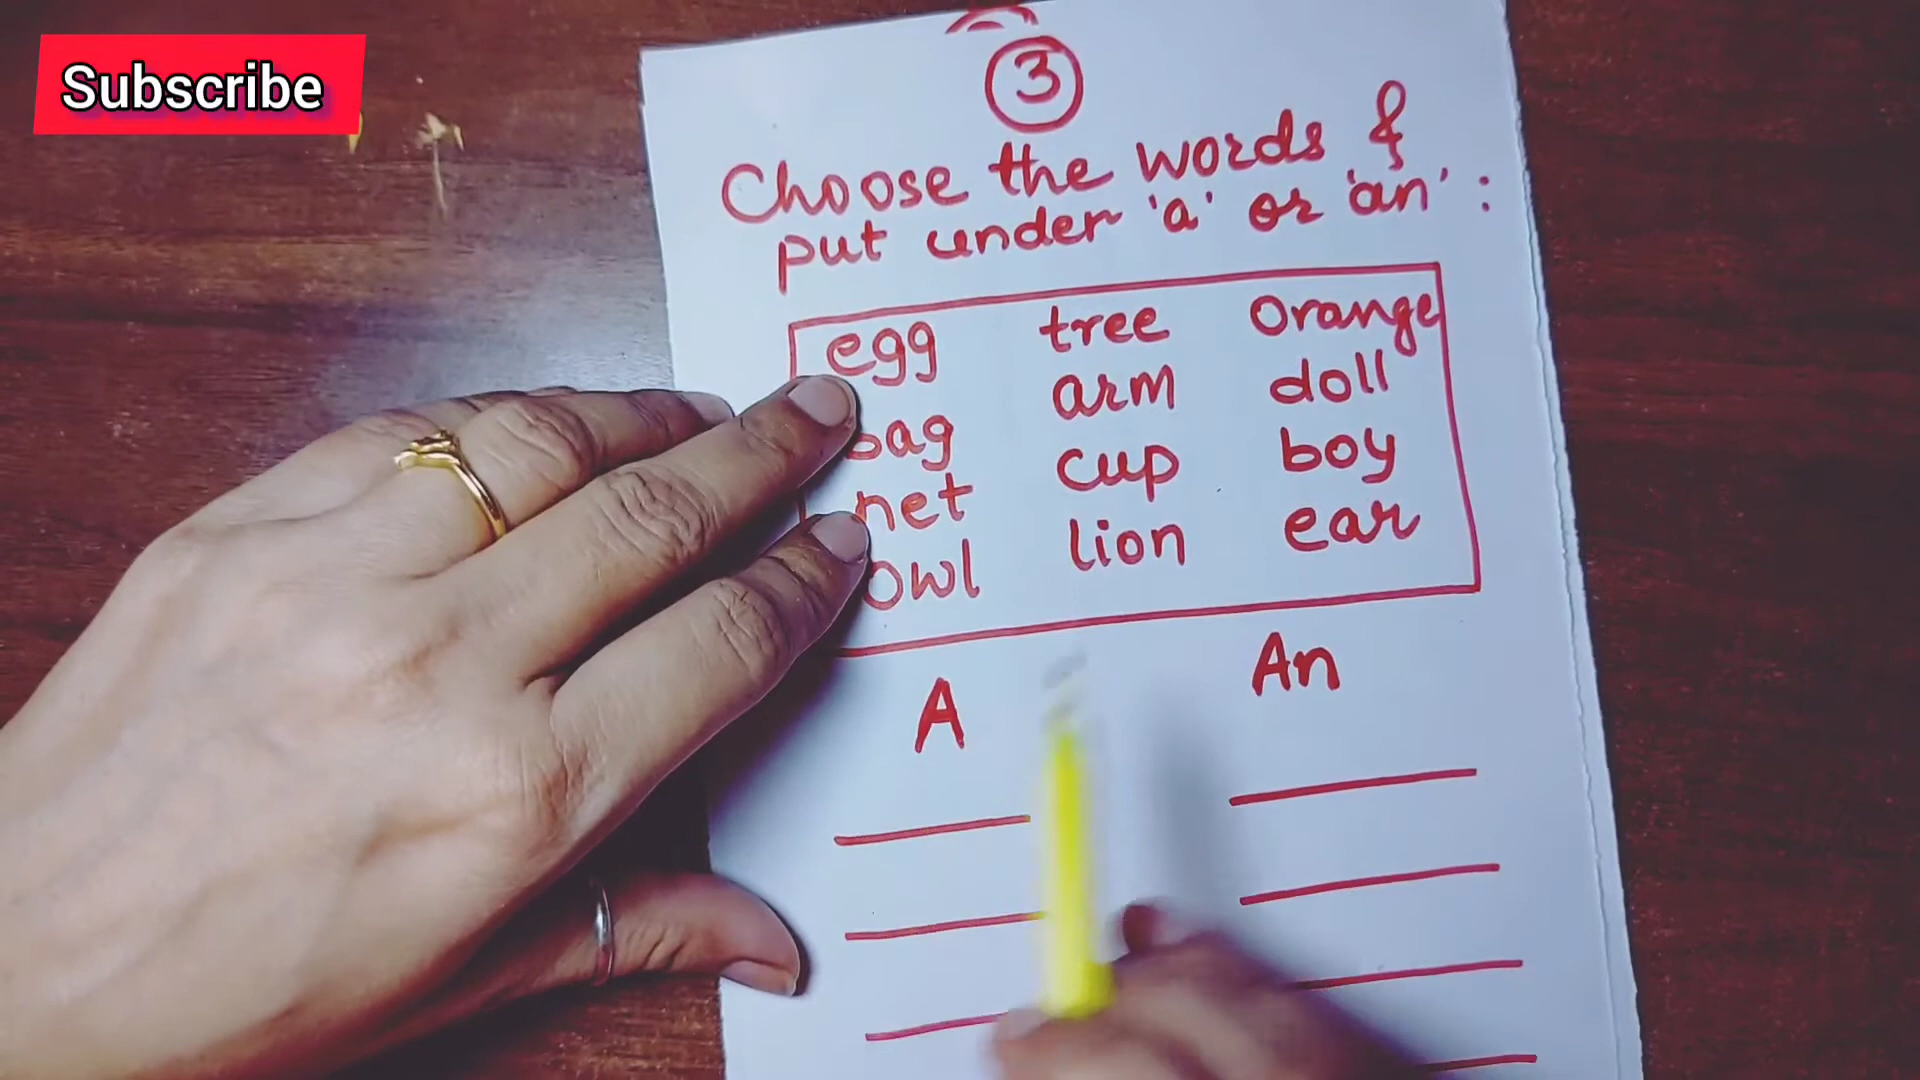 Subscribe
3
Choose the words &
put under 'a' or 'an' :
egg tree orange
bag arm doll
net cup boy
owl lion ear
A An